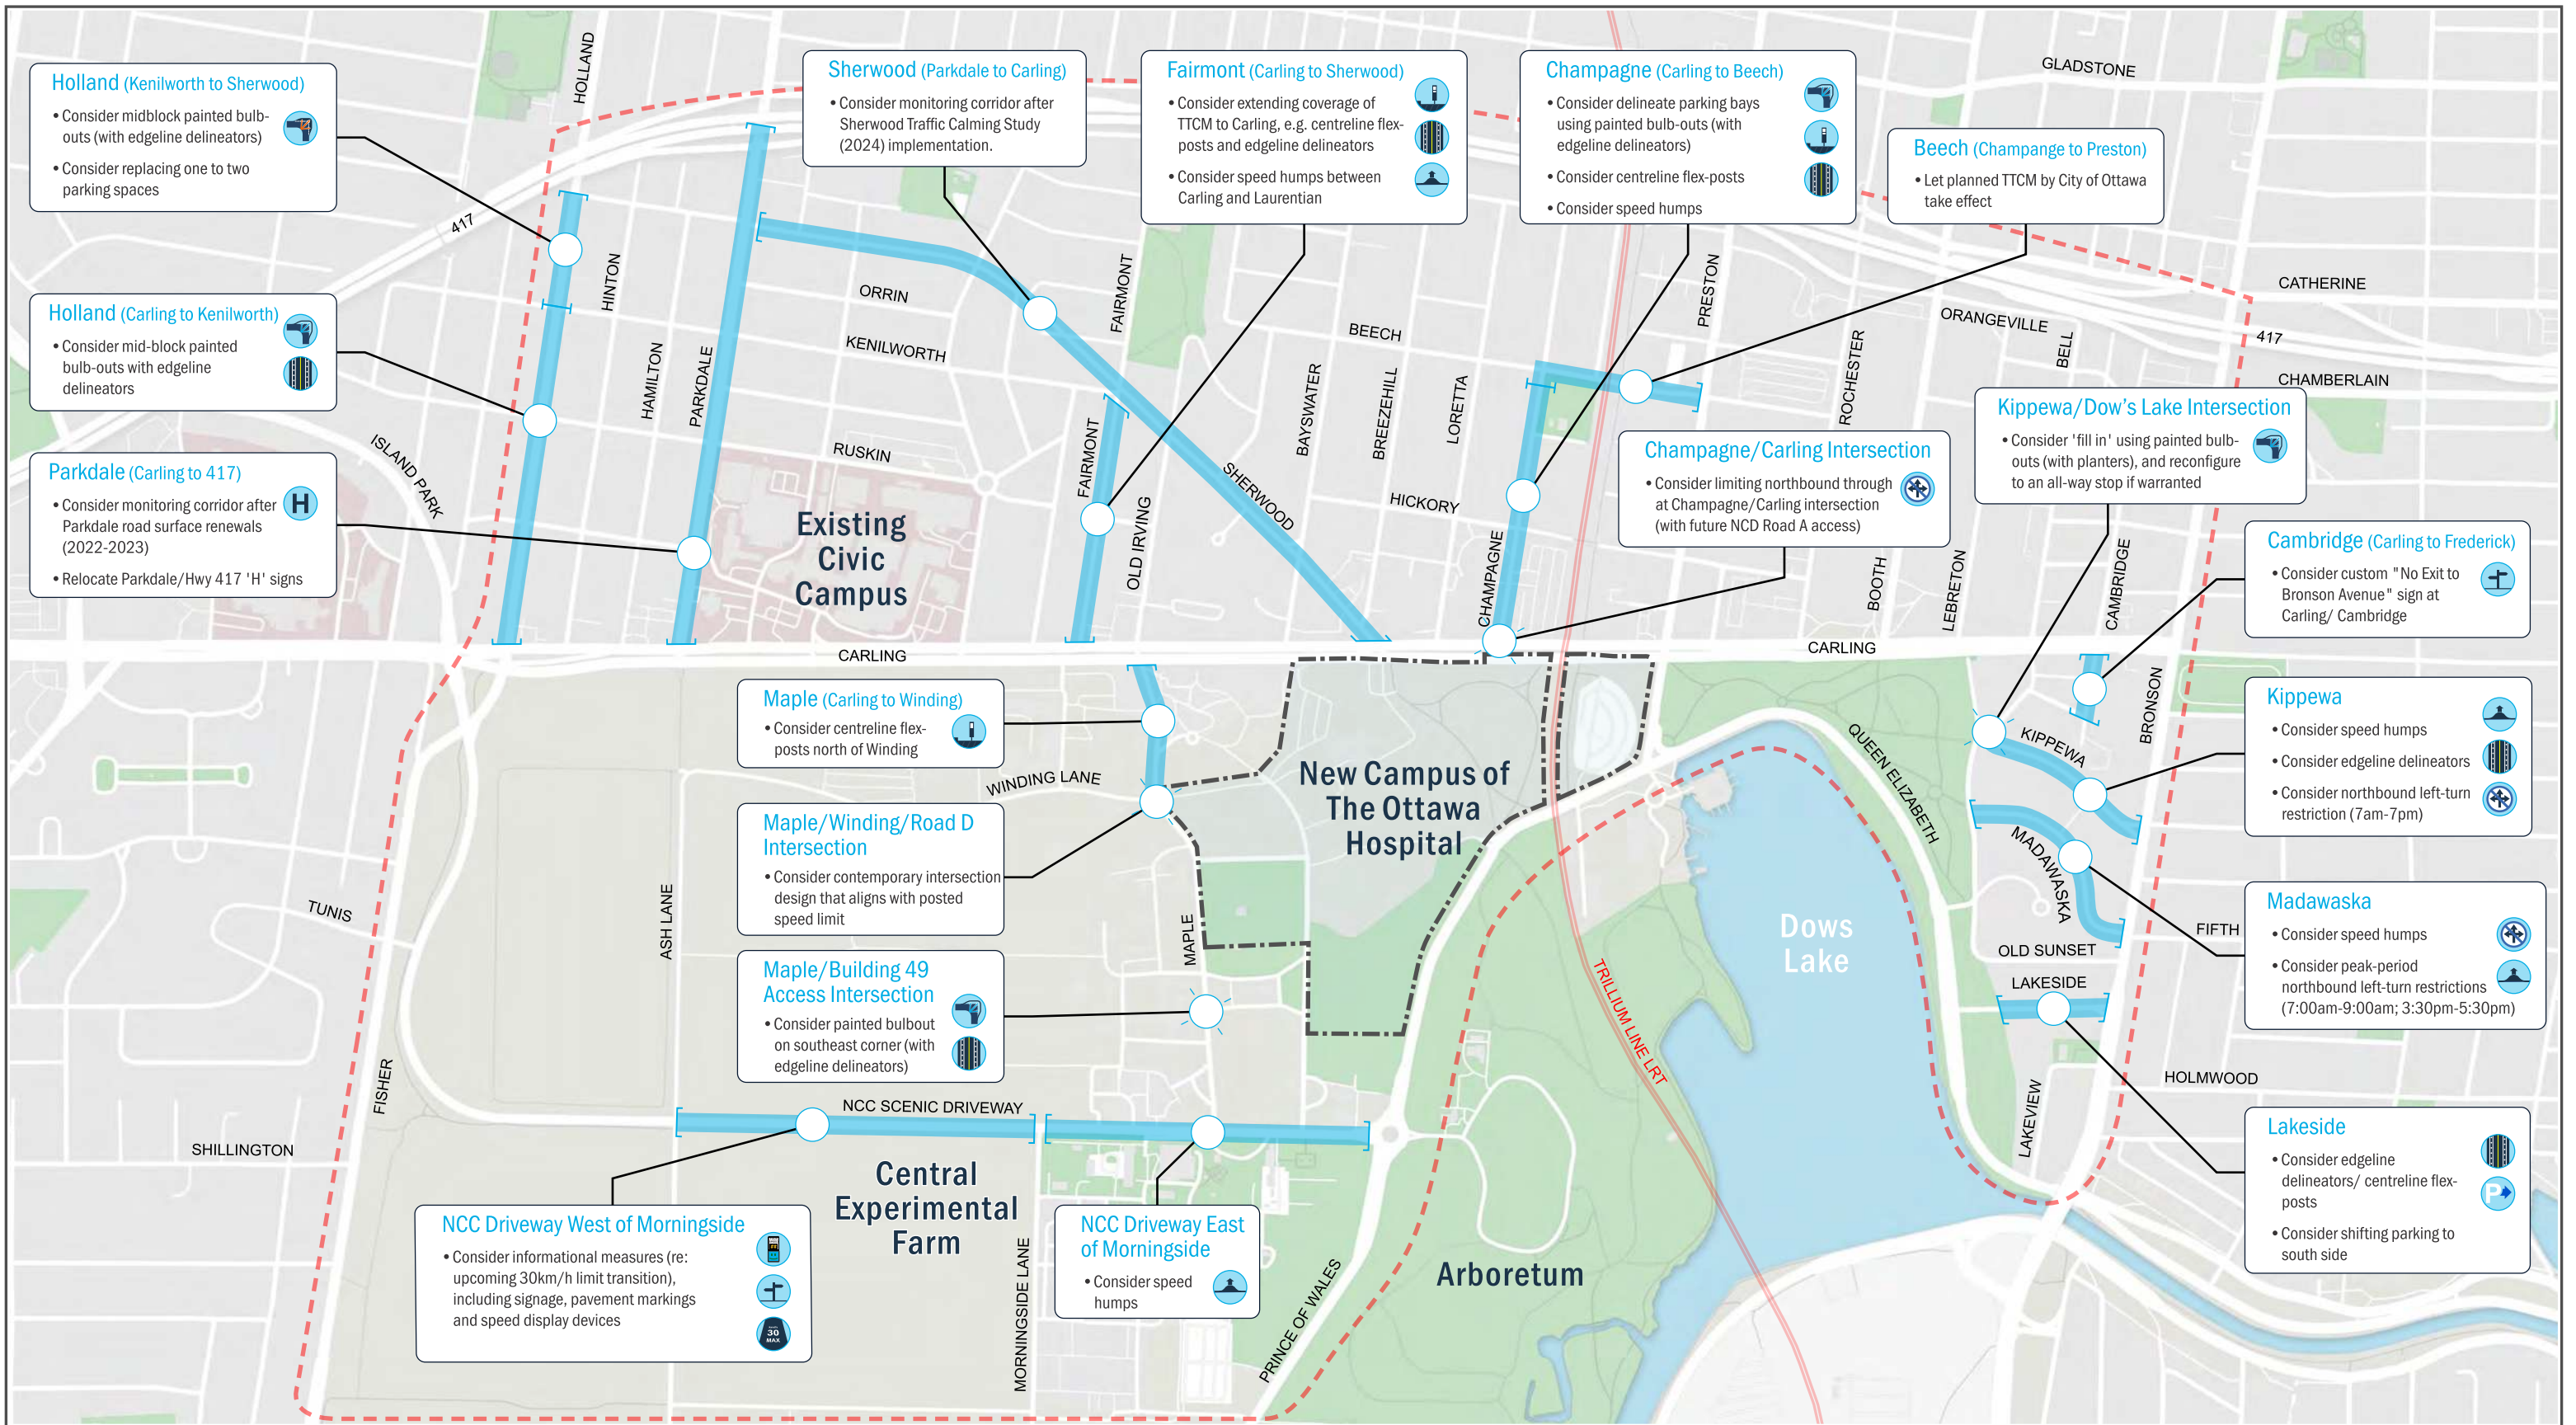 Holland (Kenilworth to Sherwood)
• Consider midblock painted bulb-
outs (with edgeline delineators)
• Consider replacing one to two
parking spaces
Holland (Carling to Kenilworth)
• Consider mid-block painted
bulb-outs with edgeline
delineators
Parkdale (Carling to 417)
• Consider monitoring corridor after
Parkdale road surface renewals
(2022-2023)
• Relocate Parkdale/Hwy 417 'H' signs
H
Sherwood (Parkdale to Carling)
• Consider monitoring corridor after
Sherwood Traffic Calming Study
(2024) implementation.
Fairmont (Carling to Sherwood)
• Consider extending coverage of
TTCM to Carling, e.g. centreline flex-
posts and edgeline delineators
• Consider speed humps between
Carling and Laurentian
Champagne (Carling to Beech)
• Consider delineate parking bays
using painted bulb-outs (with
edgeline delineators)
• Consider centreline flex-posts
• Consider speed humps
Beech (Champange to Preston)
• Let planned TTCM by City of Ottawa
take effect
Champagne/Carling Intersection
• Consider limiting northbound through
at Champagne/Carling intersection
(with future NCD Road A access)
Kippewa/Dow's Lake Intersection
• Consider 'fill in' using painted bulb-
outs (with planters), and reconfigure
to an all-way stop if warranted
Cambridge (Carling to Frederick)
• Consider custom "No Exit to
Bronson Avenue" sign at
Carling/ Cambridge
Kippewa
• Consider speed humps
• Consider edgeline delineators
• Consider northbound left-turn
restriction (7am-7pm)
Madawaska
• Consider speed humps
• Consider peak-period
northbound left-turn restrictions
(7:00am-9:00am; 3:30pm-5:30pm)
Lakeside
• Consider edgeline
delineators/ centreline flex-
posts
• Consider shifting parking to
south side
P
Maple (Carling to Winding)
• Consider centreline flex-
posts north of Winding
Maple/Winding/Road D
Intersection
• Consider contemporary intersection
design that aligns with posted
speed limit
Maple/Building 49
Access Intersection
• Consider painted bulbout
on southeast corner (with
edgeline delineators)
NCC Driveway West of Morningside
• Consider informational measures (re:
upcoming 30km/h limit transition),
including signage, pavement markings
and speed display devices
30
MAX
NCC Driveway East
of Morningside
• Consider speed
humps
HOLLAND
417
HINTON
HAMILTON
PARKDALE
ISLAND PARK
ORRIN
KENILWORTH
RUSKIN
FAIRMONT
FAIRMONT
OLD IRVING
SHERWOOD
BEECH
BAYSWATER
BREEZEHILL
LORETTA
HICKORY
CHAMPAGNE
PRESTON
ROCHESTER
BOOTH
LEBRETON
ORANGEVILLE
BELL
GLADSTONE
CATHERINE
417
CHAMBERLAIN
CAMBRIDGE
BRONSON
CARLING
CARLING
KIPPEWA
MADAWASKA
QUEEN ELIZABETH
FIFTH
OLD SUNSET
LAKESIDE
HOLMWOOD
LAKEVIEW
TRILLIUM LINE LRT
WINDING LANE
MAPLE
ASH LANE
TUNIS
FISHER
SHILLINGTON
NCC SCENIC DRIVEWAY
MORNINGSIDE LANE
PRINCE OF WALES
Existing
Civic
Campus
New Campus of
The Ottawa
Hospital
Dows
Lake
Central
Experimental
Farm
Arboretum